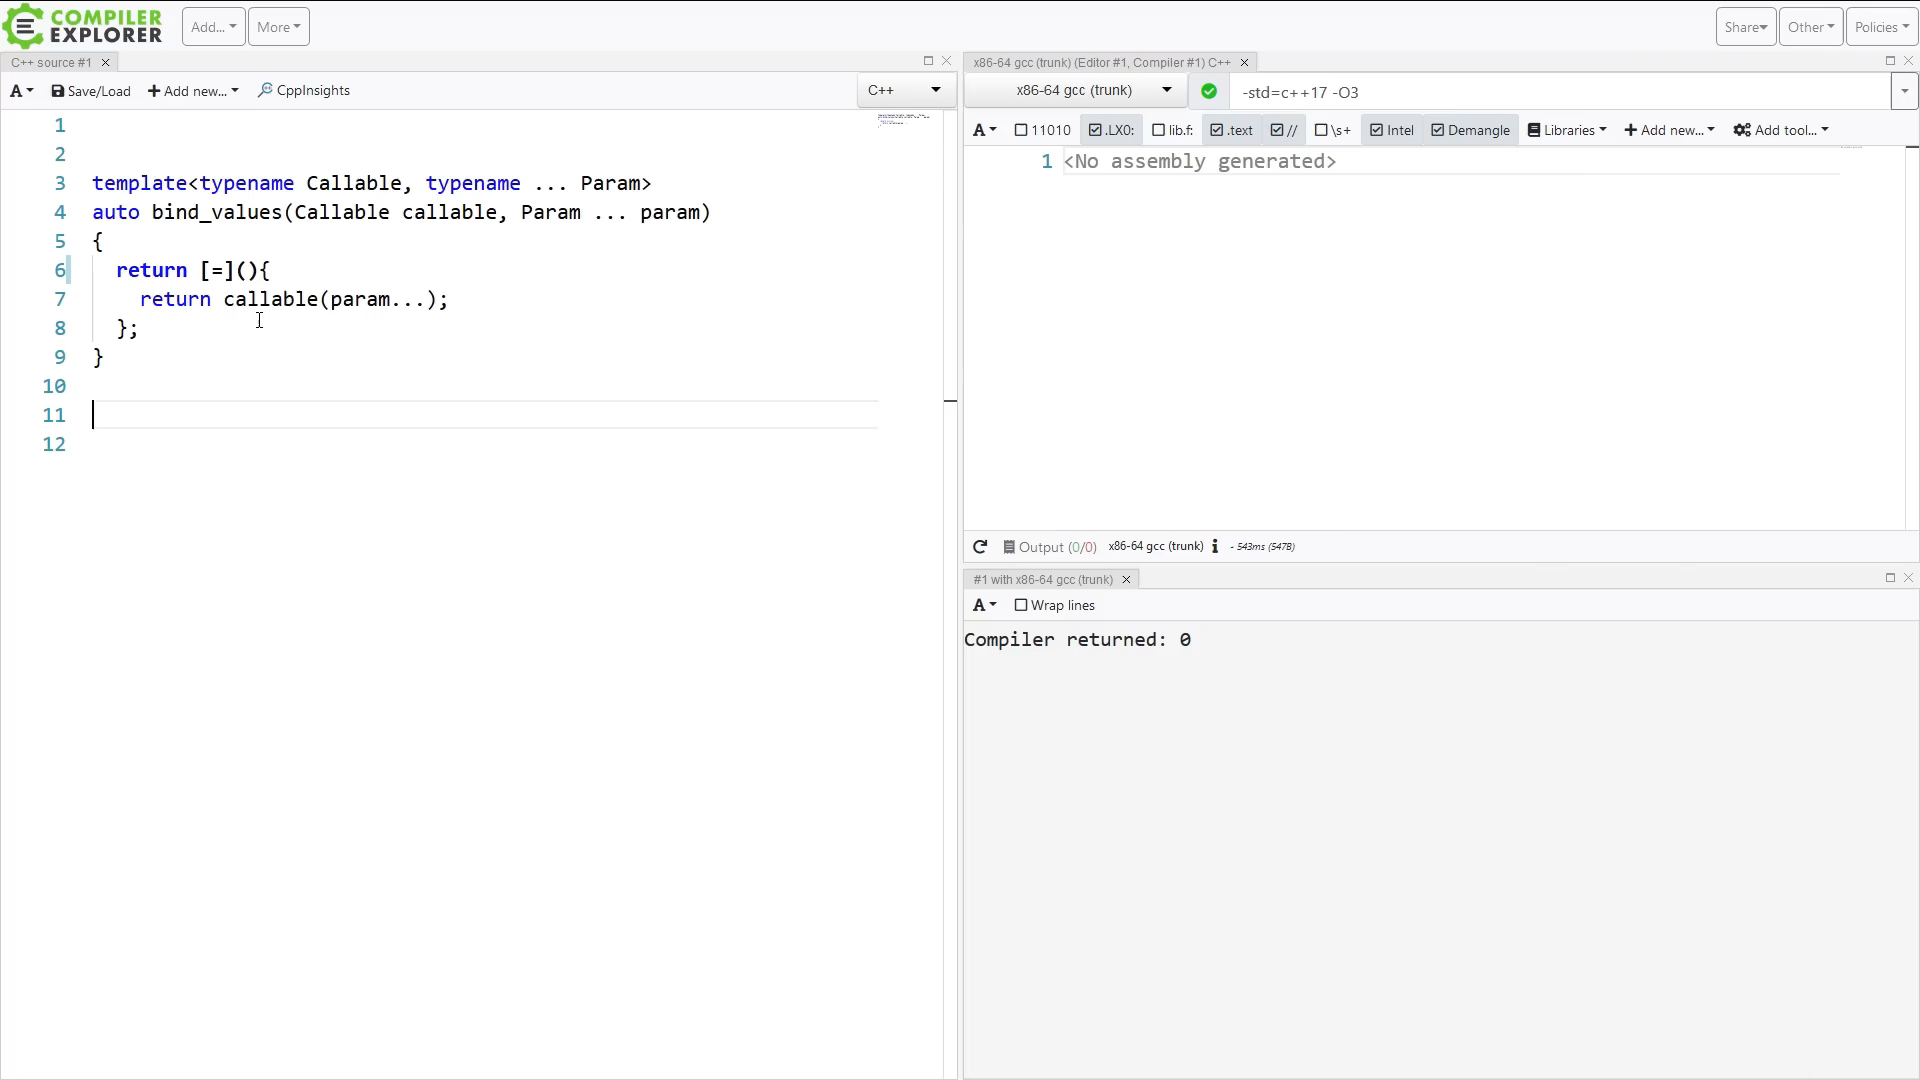 COMPILER
EXPLORER
Add...
More
Share
Other
Policies
C++ source #1
A
Save/Load
Add new...
CppInsights
C++
1
2
3 template<typename Callable, typename ... Param>
4 auto bind_values(Callable callable, Param ... param)
5 {
6 return [=](){
7 return callable(param...);
8 };
9 }
10
11
12
x86-64 gcc (trunk) (Editor #1, Compiler #1) C++
x86-64 gcc (trunk)
-std=c++17 -O3
A
11010
.LX0:
lib.f:
.text
//
\s+
Intel
Demangle
Libraries
Add new...
Add tool...
1 <No assembly generated>
Output (0/0) x86-64 gcc (trunk) i - 543ms (547B)
#1 with x86-64 gcc (trunk)
A
Wrap lines
Compiler returned: 0